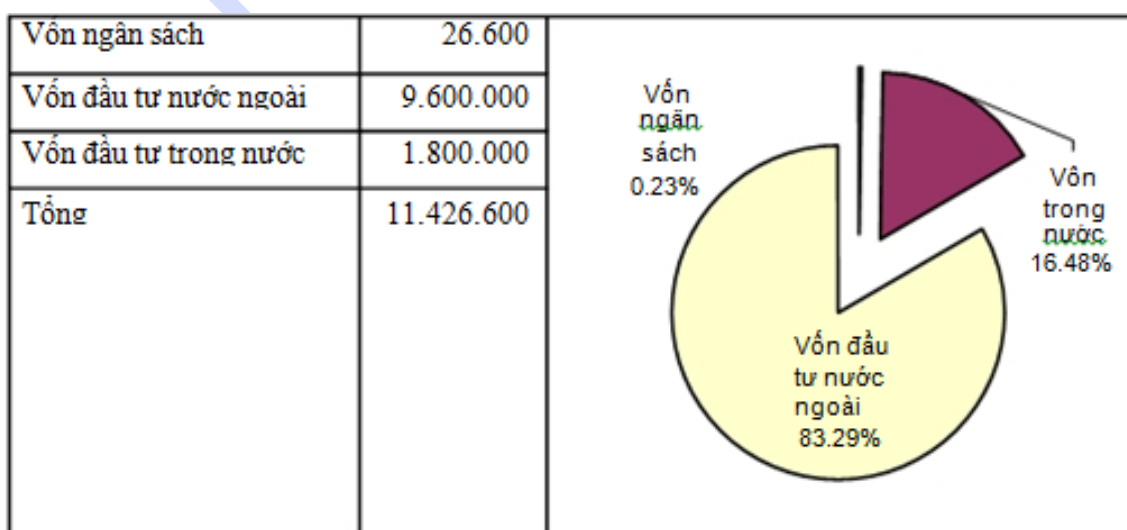 Vốn ngân sách 26.600
Vốn đầu tư nước ngoài 9.600.000
Vốn đầu tư trong nước 1.800.000
Tổng 11.426.600
Vốn
ngân
sách
0.23%
Vốn
trong
nước
16.48%
Vốn đầu
tư nước
ngoài
83.29%